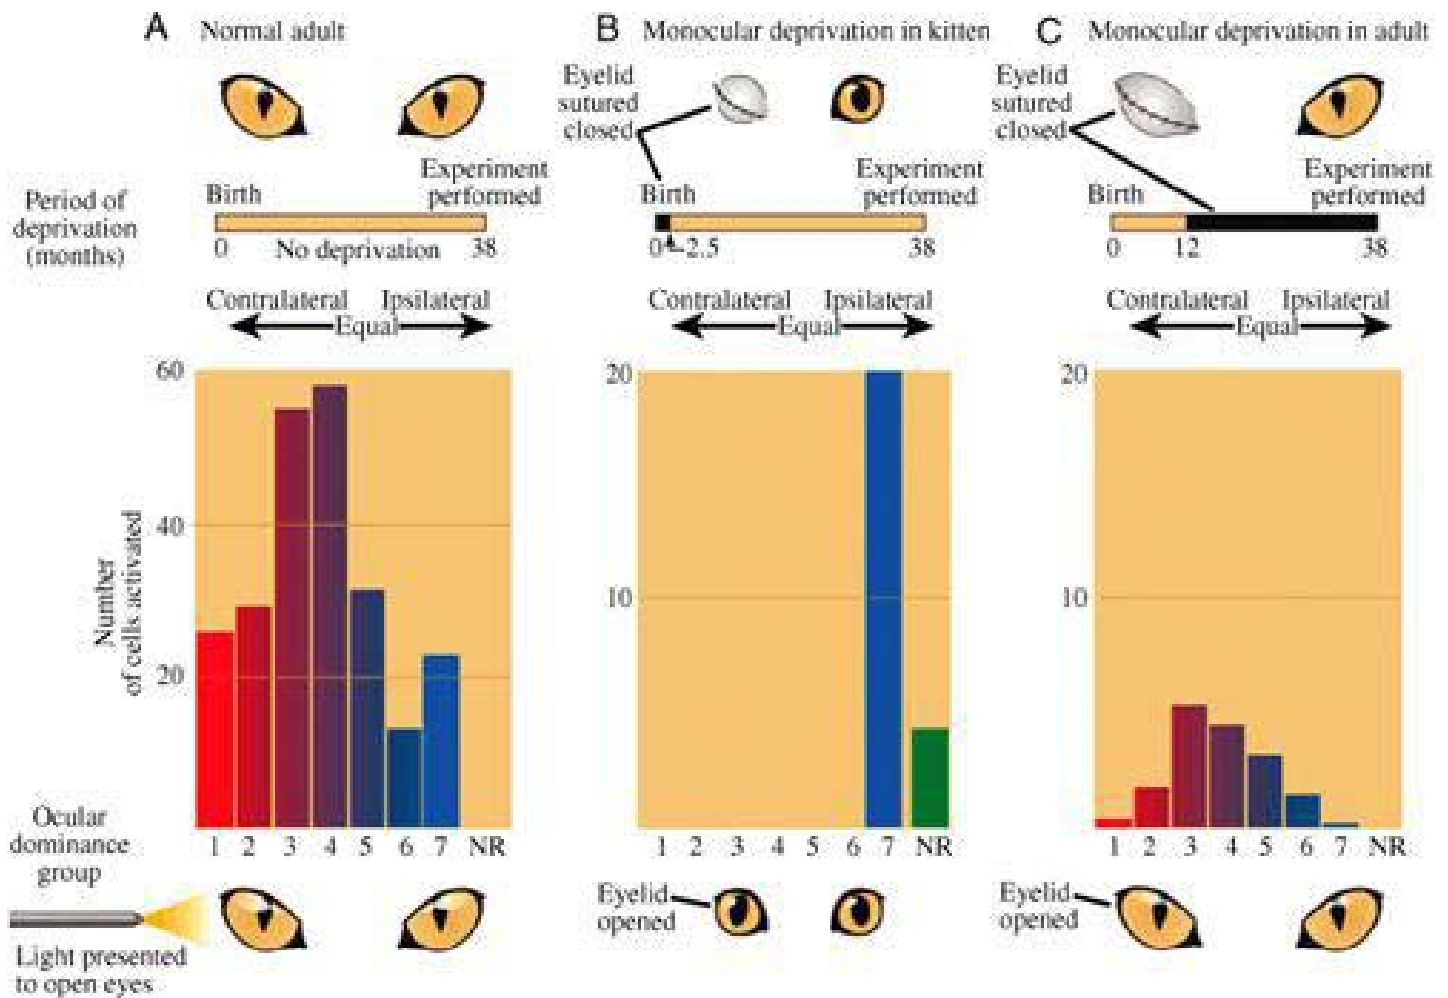 A Normal adult
B Monocular deprivation in kitten
C Monocular deprivation in adult
Eyelid
sutured
closed
Eyelid
sutured
closed
Period of
deprivation
(months)
Birth
Experiment
performed
0 No deprivation 38
Birth
Experiment
performed
0 2.5 38
Birth
Experiment
performed
0 12 38
Contralateral Ipsilateral
Equal
Contralateral Ipsilateral
Equal
Contralateral Ipsilateral
Equal
Number
of cells activated
60
40
20
20
10
20
10
Ocular
dominance
group
1 2 3 4 5 6 7 NR
1 2 3 4 5 6 7 NR
1 2 3 4 5 6 7 NR
Light presented
to open eyes
Eyelid
opened
Eyelid
opened